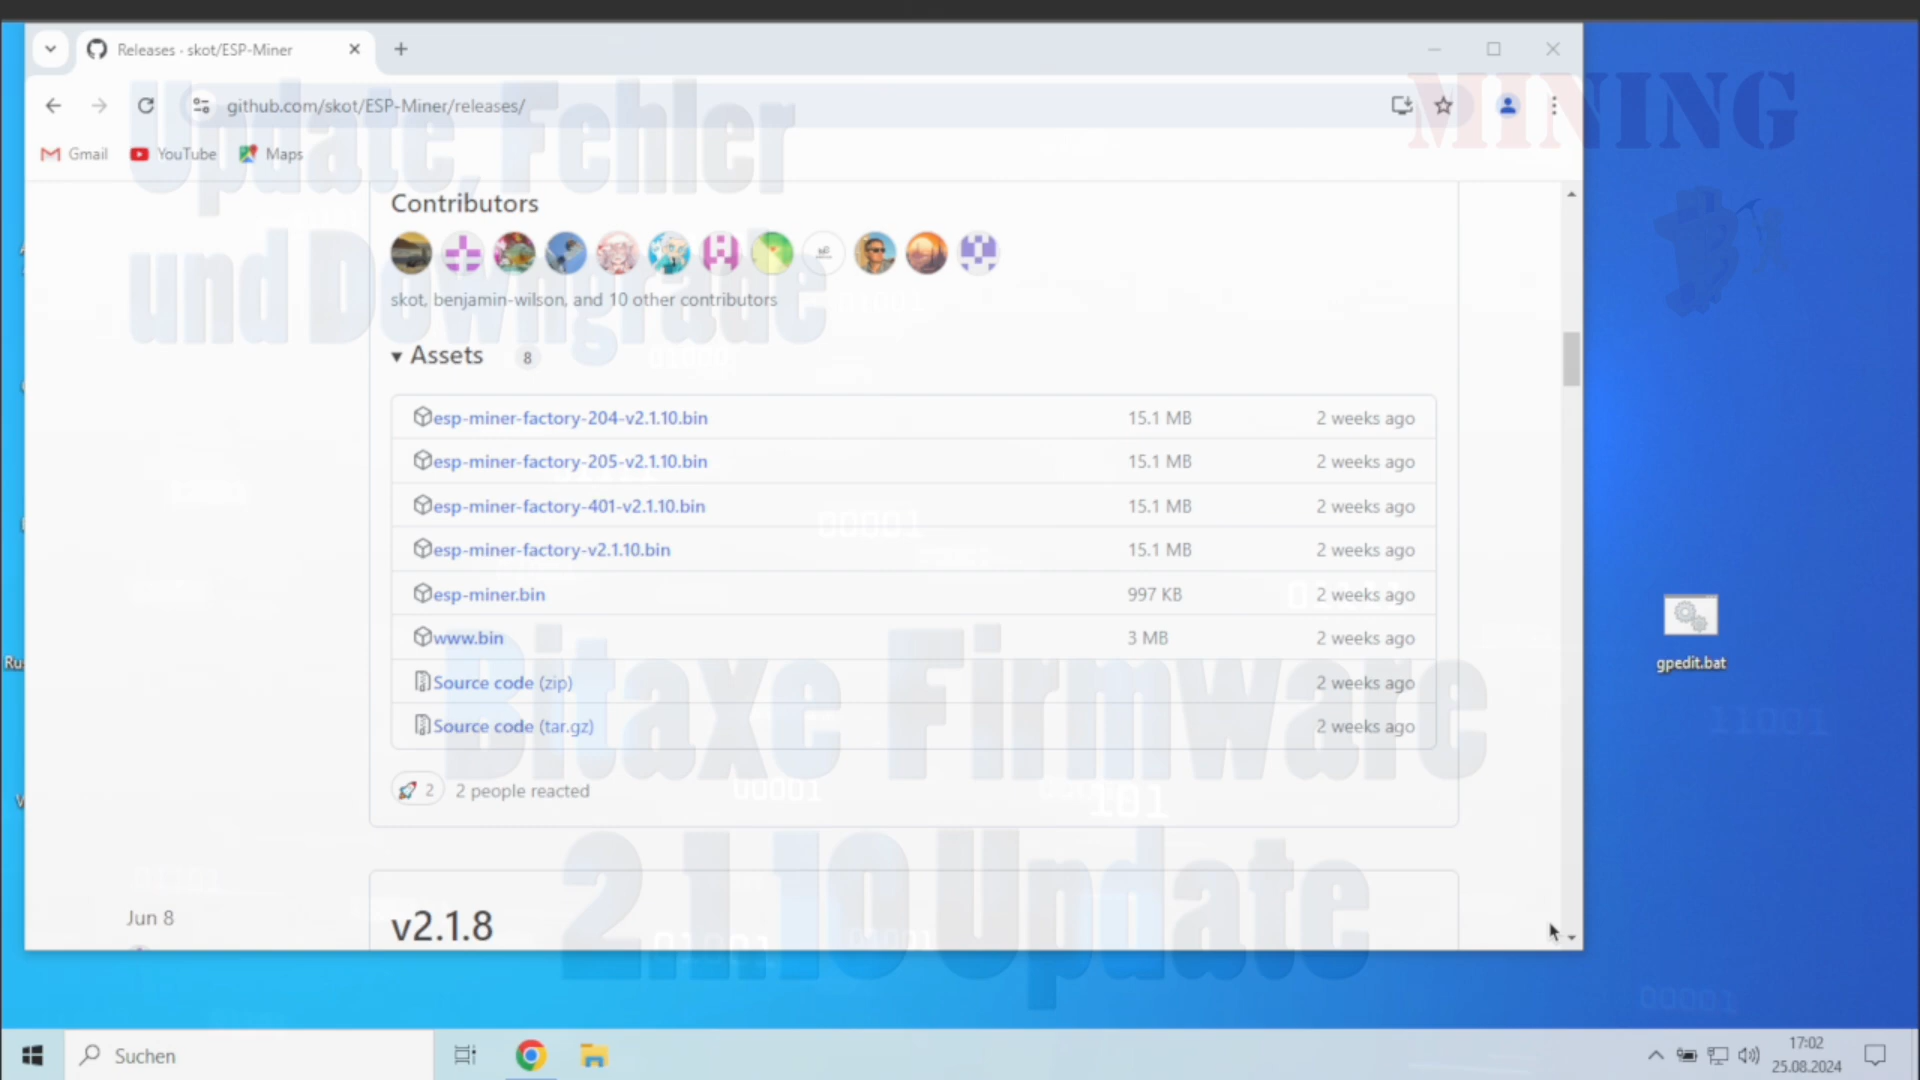 Releases · skot/ESP-Miner
github.com/skot/ESP-Miner/releases/
MINING
Gmail
YouTube
Maps
Update, Fehler
und Downgrade
Contributors
skot, benjamin-wilson, and 10 other contributors
Assets 8
esp-miner-factory-204-v2.1.10.bin 15.1 MB 2 weeks ago
esp-miner-factory-205-v2.1.10.bin 15.1 MB 2 weeks ago
esp-miner-factory-401-v2.1.10.bin 15.1 MB 2 weeks ago
esp-miner-factory-v2.1.10.bin 15.1 MB 2 weeks ago
esp-miner.bin 997 KB 2 weeks ago
www.bin 3 MB 2 weeks ago
Source code (zip) 2 weeks ago
Source code (tar.gz) 2 weeks ago
2 2 people reacted
Bitaxe Firmware
2.1.10 Update
Jun 8
v2.1.8
gpedit.bat
00001
00001
101
11001
00001
Suchen
17:02
25.08.2024